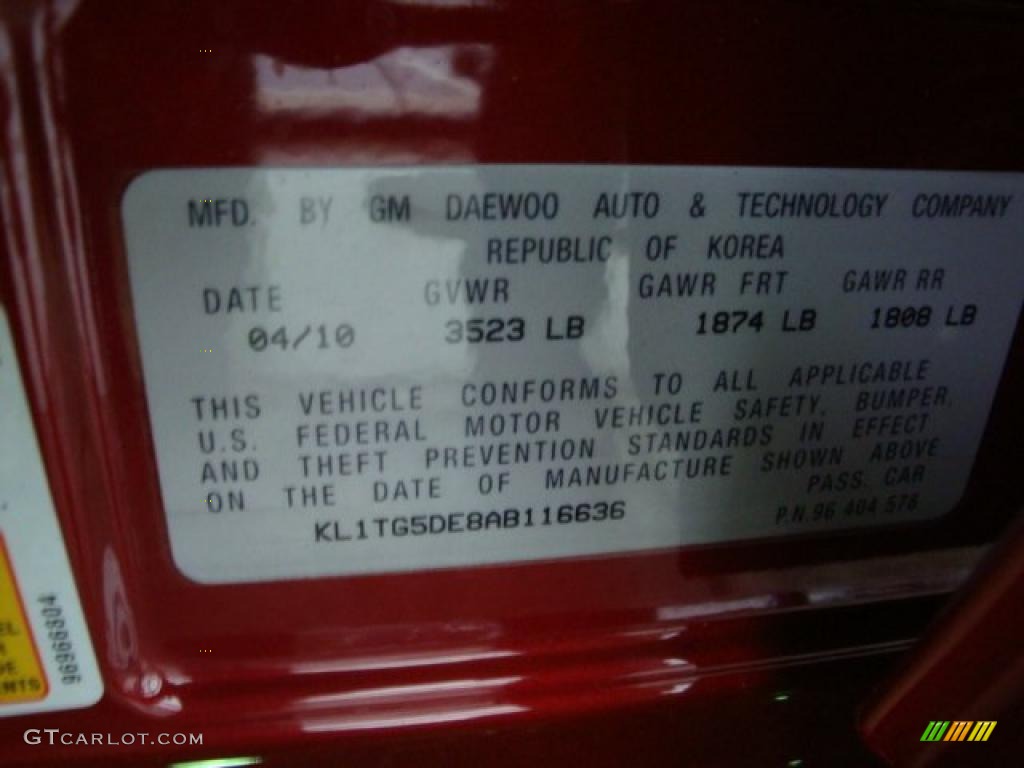 MFD. BY GM DAEWOO AUTO & TECHNOLOGY COMPANY
REPUBLIC OF KOREA
DATE GVWR GAWR FRT GAWR RR
04/10 3523 LB 1874 LB 1808 LB
THIS VEHICLE CONFORMS TO ALL APPLICABLE
U.S. FEDERAL MOTOR VEHICLE SAFETY, BUMPER,
AND THEFT PREVENTION STANDARDS IN EFFECT
ON THE DATE OF MANUFACTURE SHOWN ABOVE
PASS. CAR
KL1TG5DE8AB116636
P.N. 96 404 576
GTCARLOT.COM